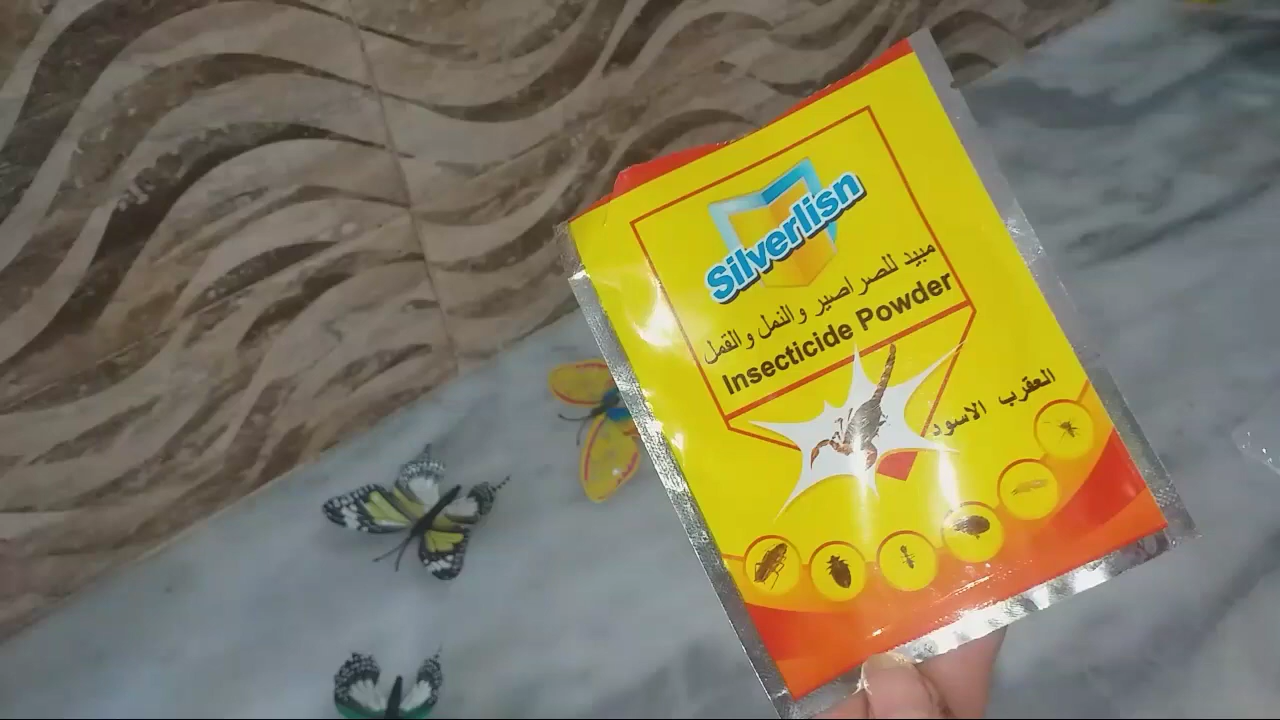 Silverlisn
مبيد للصراصير والنمل والقمل
Insecticide Powder
العقرب الاسود